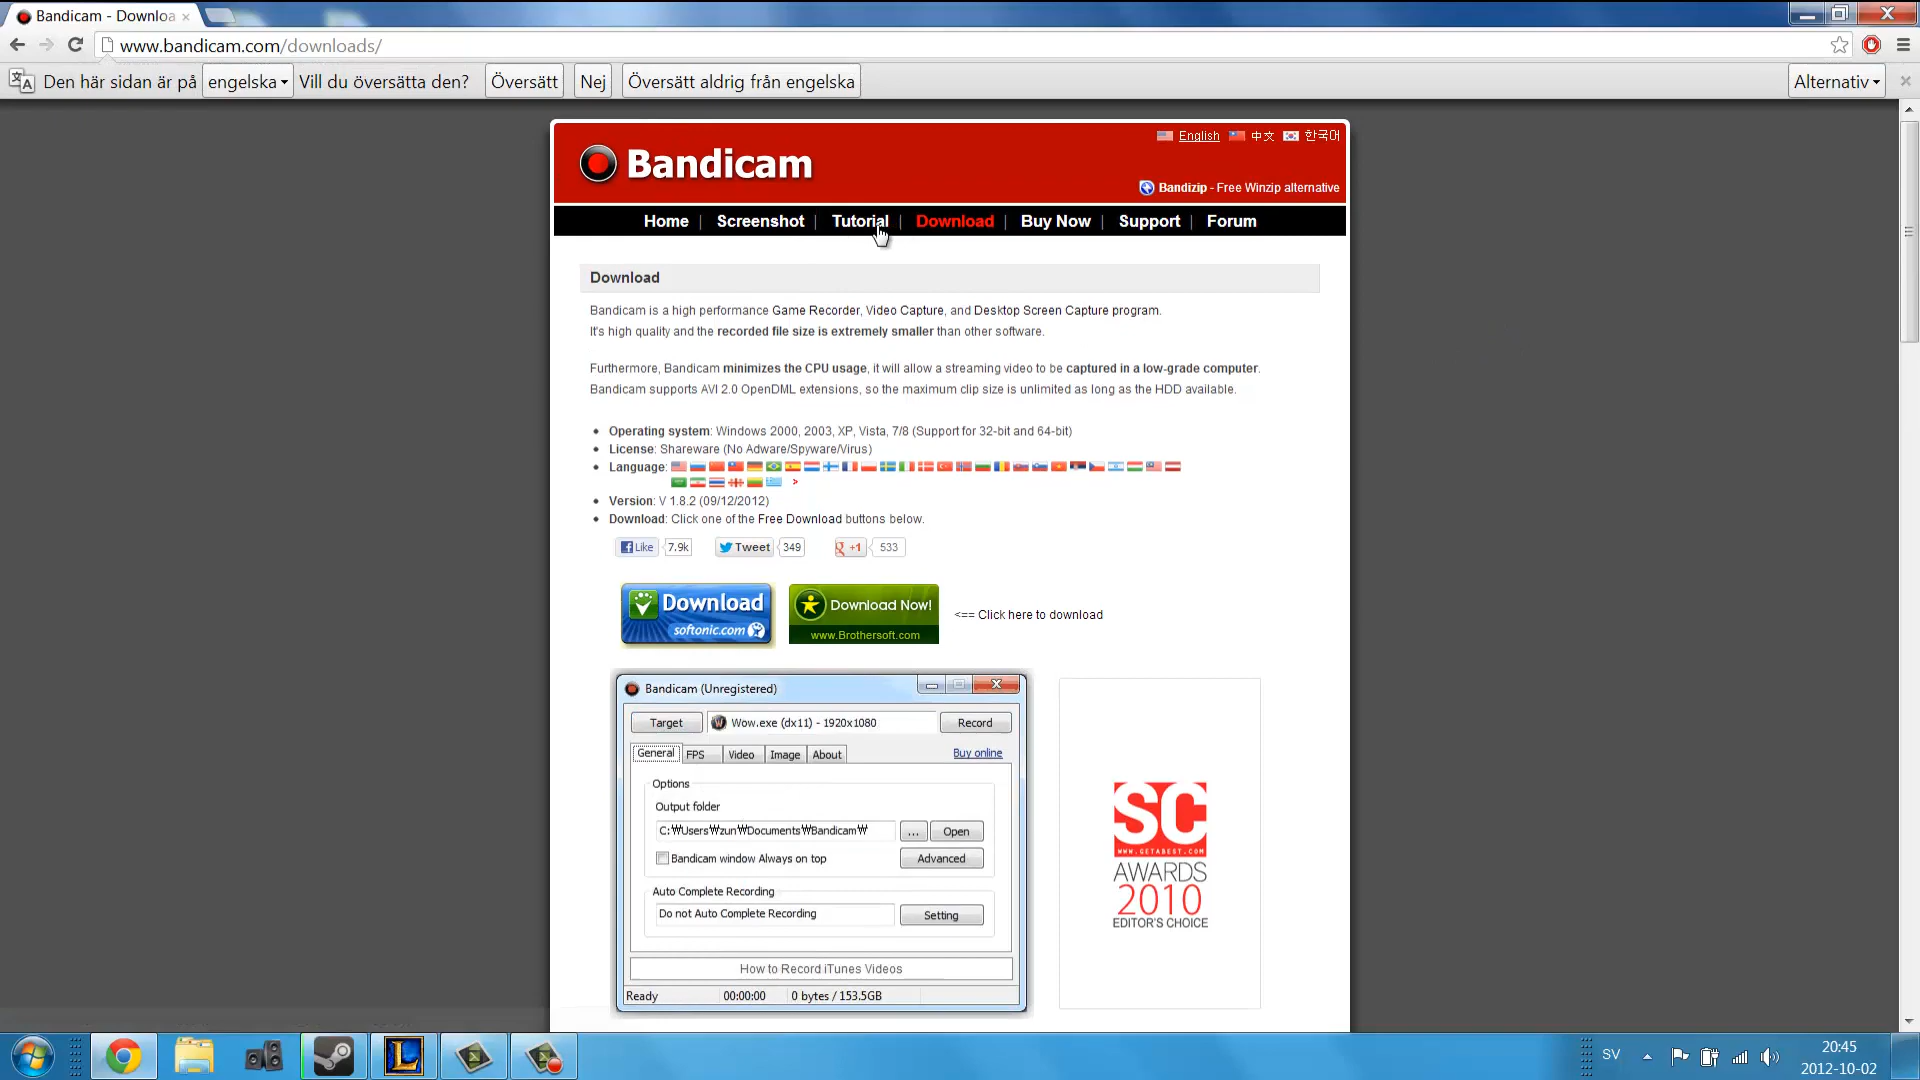 Bandicam - Downloa
www.bandicam.com/downloads/
Den här sidan är på engelska Vill du översätta den? Översätt Nej Översätt aldrig från engelska Alternativ
English 中文 한국어
Bandicam
Bandizip - Free Winzip alternative
Home | Screenshot | Tutorial | Download | Buy Now | Support | Forum
Download
Bandicam is a high performance Game Recorder, Video Capture, and Desktop Screen Capture program.
It's high quality and the recorded file size is extremely smaller than other software.
Furthermore, Bandicam minimizes the CPU usage, it will allow a streaming video to be captured in a low-grade computer.
Bandicam supports AVI 2.0 OpenDML extensions, so the maximum clip size is unlimited as long as the HDD available.
Operating system: Windows 2000, 2003, XP, Vista, 7/8 (Support for 32-bit and 64-bit)
License: Shareware (No Adware/Spyware/Virus)
Language:
Version: V 1.8.2 (09/12/2012)
Download: Click one of the Free Download buttons below.
Like 7.9k Tweet 349 +1 533
Download Download Now! <== Click here to download
softonic.com www.Brothersoft.com
Bandicam (Unregistered)
Target Wow.exe (dx11) - 1920x1080 Record
General FPS Video Image About Buy online
Options
Output folder
C:₩Users₩zun₩Documents₩Bandicam₩ ... Open
Bandicam window Always on top Advanced
Auto Complete Recording
Do not Auto Complete Recording Setting
How to Record iTunes Videos
Ready 00:00:00 0 bytes / 153.5GB
SC
WWW.GETABEST.COM
AWARDS
2010
EDITOR'S CHOICE
SV 20:45
2012-10-02